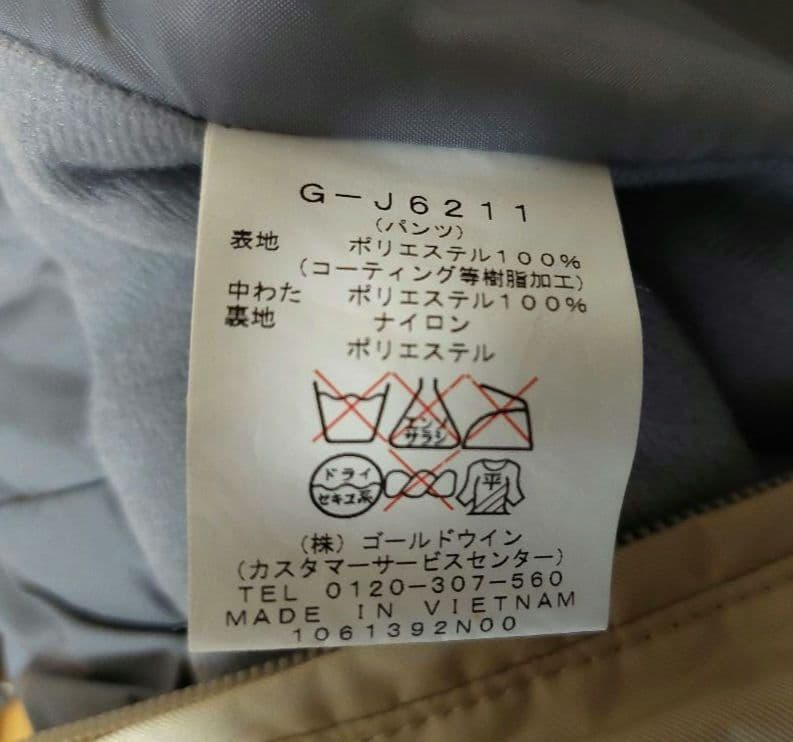 G－J6211
（パンツ）
表地 ポリエステル１００％
（コーティング等樹脂加工）
中わた ポリエステル１００％
裏地 ナイロン
ポリエステル
エンソ
サラシ
ドライ
セキユ系
平
（株）ゴールドウイン
（カスタマーサービスセンター）
TEL 0120－307－560
MADE IN VIETNAM
1061392N00